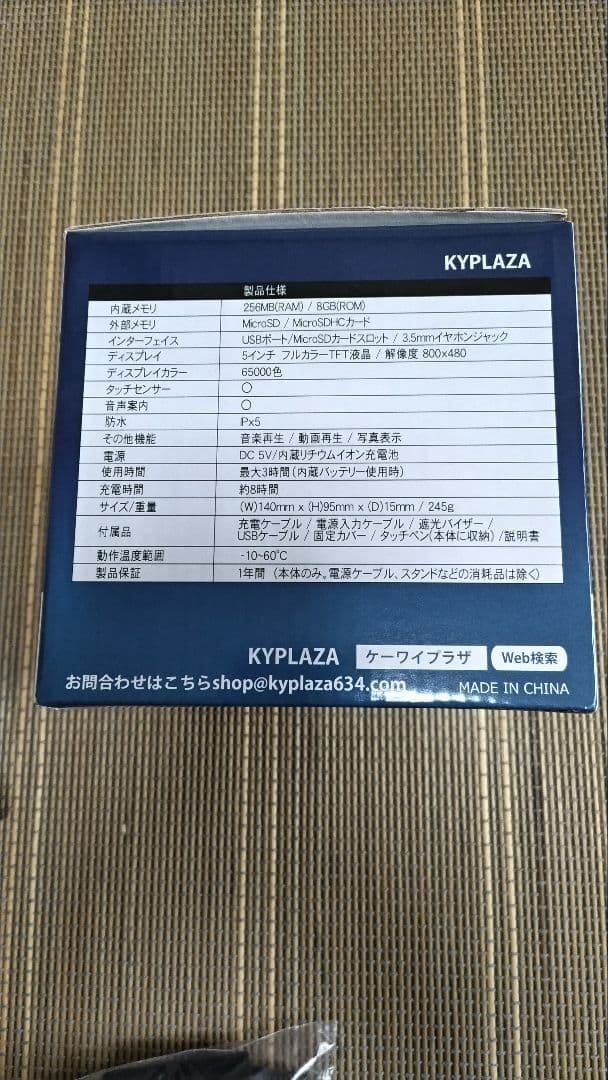 KYPLAZA
製品仕様
内蔵メモリ 256MB(RAM) / 8GB(ROM)
外部メモリ MicroSD / MicroSDHCカード
インターフェイス USBポート/MicroSDカードスロット / 3.5mmイヤホンジャック
ディスプレイ 5インチ フルカラーTFT液晶 / 解像度 800x480
ディスプレイカラー 65000色
タッチセンサー 〇
音声案内 〇
防水 IPx5
その他機能 音楽再生 / 動画再生 / 写真表示
電源 DC 5V/内蔵リチウムイオン充電池
使用時間 最大3時間(内蔵バッテリー使用時)
充電時間 約8時間
サイズ/重量 (W)140mm x (H)95mm x (D)15mm / 245g
付属品 充電ケーブル / 電源入力ケーブル / 遮光バイザー /
USBケーブル / 固定カバー / タッチペン(本体に収納) /説明書
動作温度範囲 -10~60℃
製品保証 1年間 (本体のみ。電源ケーブル、スタンドなどの消耗品は除く)
KYPLAZA ケーワイプラザ Web検索
お問合わせはこちらshop@kyplaza634.com MADE IN CHINA